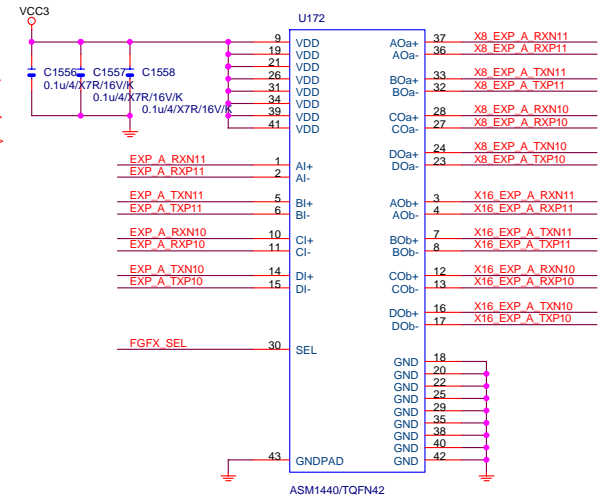 VCC3
U172
C1556 C1557 C1558
0.1u/4/X7R/16V/K
0.1u/4/X7R/16V/K
0.1u/4/X7R/16V/K
9 VDD
19 VDD
21 VDD
26 VDD
31 VDD
34 VDD
39 VDD
41 VDD
EXP_A_RXN11 1 AI+
EXP_A_RXP11 2 AI-
EXP_A_TXN11 5 BI+
EXP_A_TXP11 6 BI-
EXP_A_RXN10 10 CI+
EXP_A_RXP10 11 CI-
EXP_A_TXN10 14 DI+
EXP_A_TXP10 15 DI-
FGFX_SEL 30 SEL
43 GNDPAD
AOa+ 37 X8_EXP_A_RXN11
AOa- 36 X8_EXP_A_RXP11
BOa+ 33 X8_EXP_A_TXN11
BOa- 32 X8_EXP_A_TXP11
COa+ 28 X8_EXP_A_RXN10
COa- 27 X8_EXP_A_RXP10
DOa+ 24 X8_EXP_A_TXN10
DOa- 23 X8_EXP_A_TXP10
AOb+ 3 X16_EXP_A_RXN11
AOb- 4 X16_EXP_A_RXP11
BOb+ 7 X16_EXP_A_TXN11
BOb- 8 X16_EXP_A_TXP11
COb+ 12 X16_EXP_A_RXN10
COb- 13 X16_EXP_A_RXP10
DOb+ 16 X16_EXP_A_TXN10
DOb- 17 X16_EXP_A_TXP10
GND 18
GND 20
GND 22
GND 25
GND 29
GND 35
GND 38
GND 40
GND 42
ASM1440/TQFN42